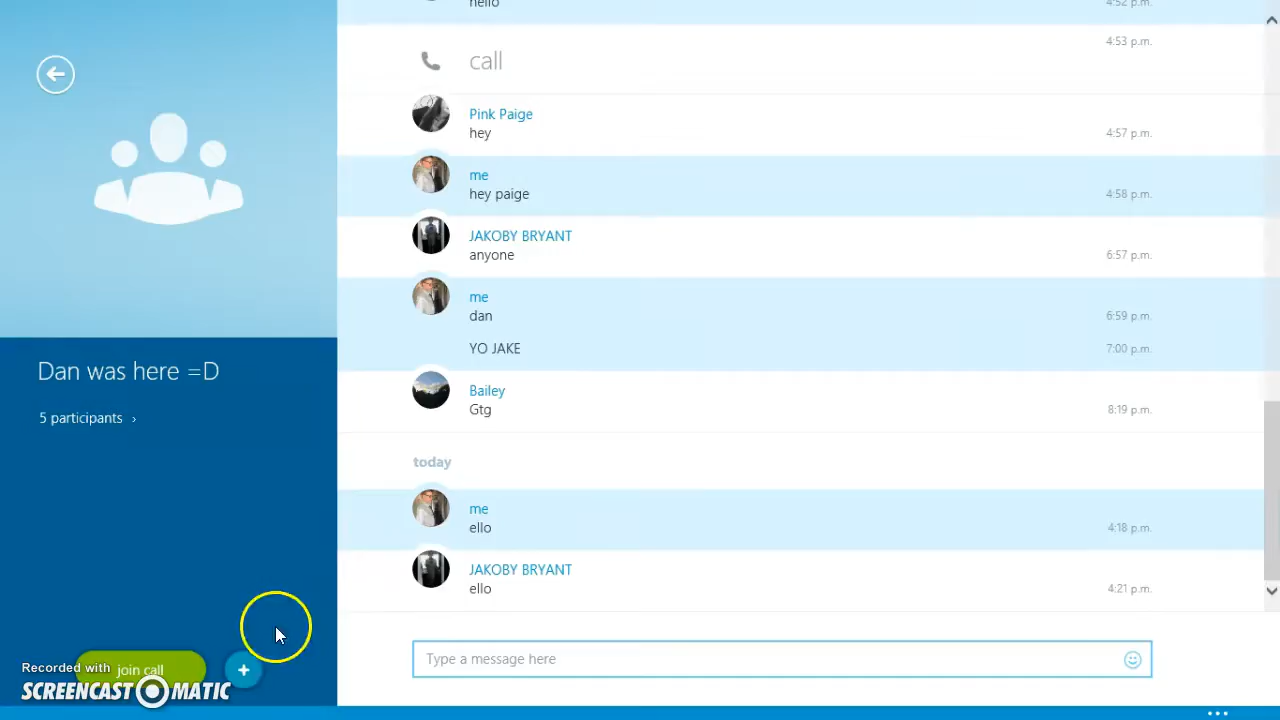 hello
4:52 p.m.
call
4:53 p.m.
Pink Paige
hey
4:57 p.m.
me
hey paige
4:58 p.m.
JAKOBY BRYANT
anyone
6:57 p.m.
me
dan
6:59 p.m.
YO JAKE
7:00 p.m.
Bailey
Gtg
8:19 p.m.
today
me
ello
4:18 p.m.
JAKOBY BRYANT
ello
4:21 p.m.
Type a message here
Dan was here =D
5 participants ›
join call
+
Recorded with
SCREENCAST MATIC